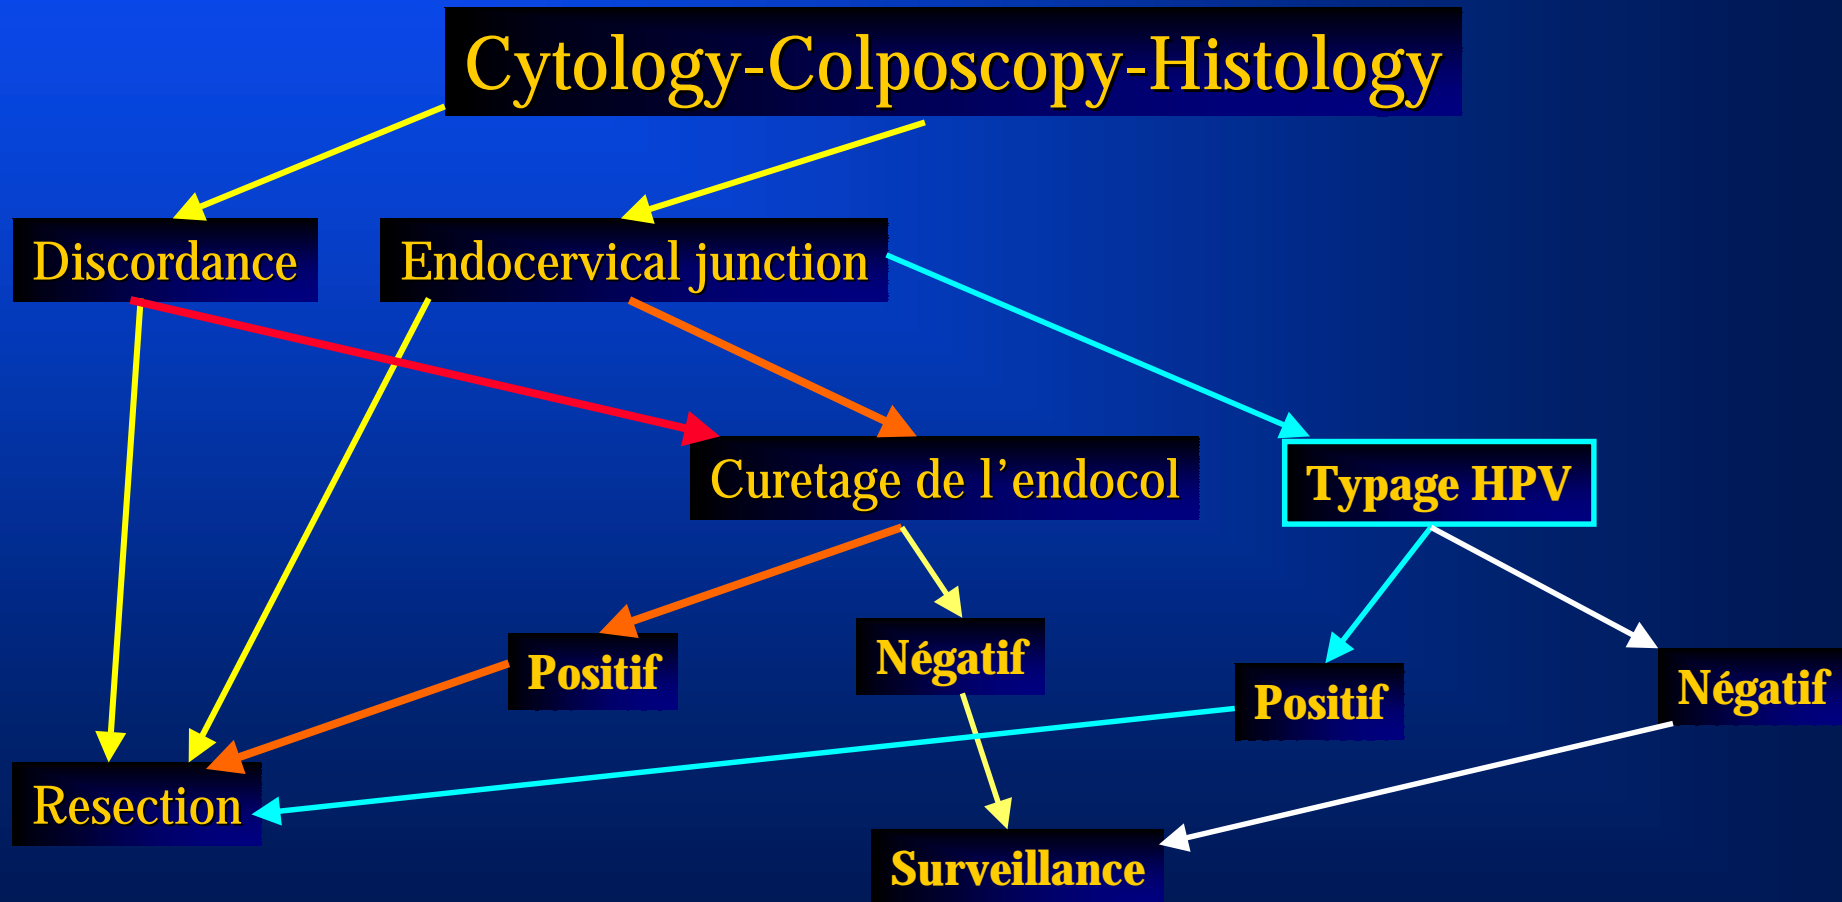 Cytology-Colposcopy-Histology
Discordance
Endocervical junction
Curetage de l’endocol
Typage HPV
Positif
Négatif
Positif
Négatif
Resection
Surveillance